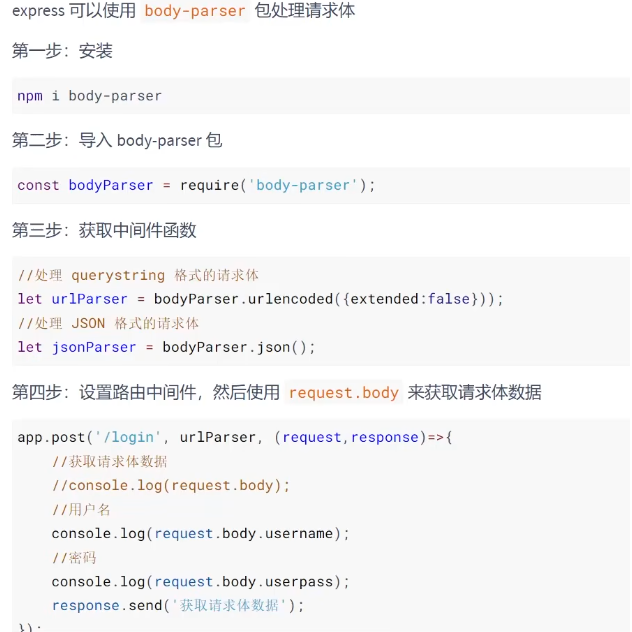 express 可以使用 body-parser 包处理请求体
第一步：安装
npm i body-parser
第二步：导入 body-parser 包
const bodyParser = require('body-parser');
第三步：获取中间件函数
//处理 querystring 格式的请求体
let urlParser = bodyParser.urlencoded({extended:false}));
//处理 JSON 格式的请求体
let jsonParser = bodyParser.json();
第四步：设置路由中间件，然后使用 request.body 来获取请求体数据
app.post('/login', urlParser, (request,response)=>{
    //获取请求体数据
    //console.log(request.body);
    //用户名
    console.log(request.body.username);
    //密码
    console.log(request.body.userpass);
    response.send('获取请求体数据');
});